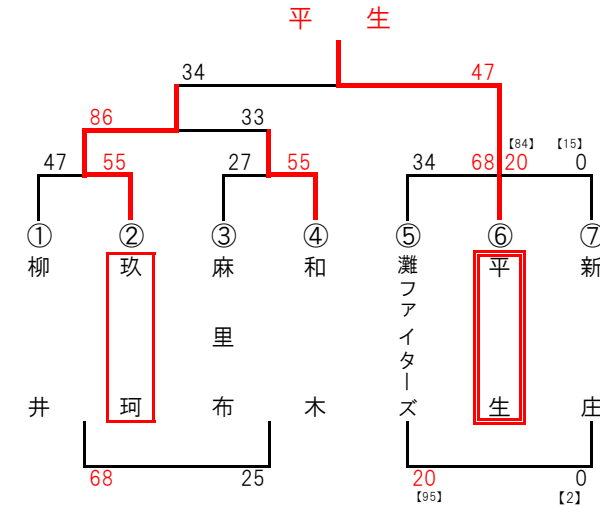 平 生
34 47
86 33
【84】 【15】
47 55 27 55 34 68 20 0
① ② ③ ④ ⑤ ⑥ ⑦
柳井
玖珂
麻里布
和木
灘ファイターズ
平生
新庄
68 25 20 0
【95】 【2】